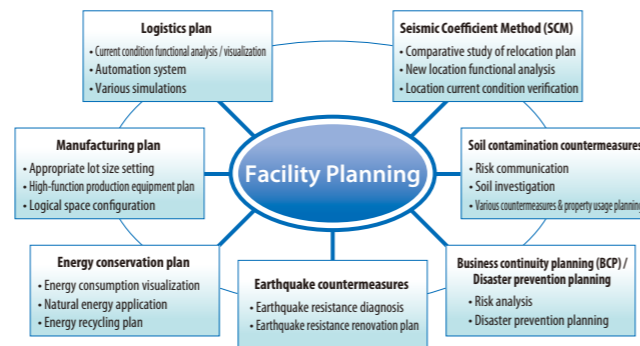 Logistics plan
• Current condition functional analysis / visualization
• Automation system
• Various simulations
Seismic Coefficient Method (SCM)
• Comparative study of relocation plan
• New location functional analysis
• Location current condition verification
Manufacturing plan
• Appropriate lot size setting
• High-function production equipment plan
• Logical space configuration
Facility Planning
Soil contamination countermeasures
• Risk communication
• Soil investigation
• Various countermeasures & property usage planning
Energy conservation plan
• Energy consumption visualization
• Natural energy application
• Energy recycling plan
Earthquake countermeasures
• Earthquake resistance diagnosis
• Earthquake resistance renovation plan
Business continuity planning (BCP) /
Disaster prevention planning
• Risk analysis
• Disaster prevention planning